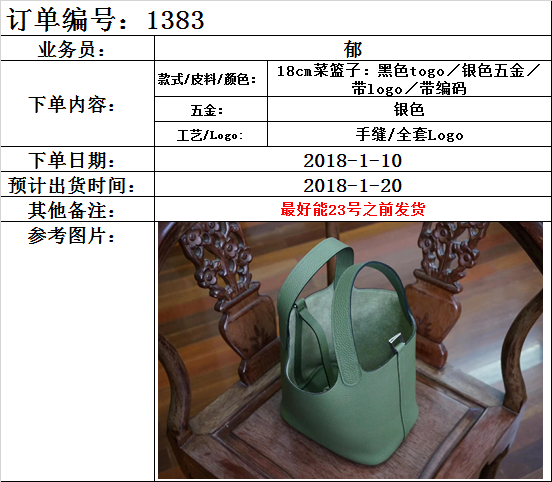 订单编号：1383
业务员：
郁
下单内容：
款式/皮料/颜色：
18cm菜篮子：黑色togo／银色五金／
带logo／带编码
五金：
银色
工艺/Logo:
手缝/全套Logo
下单日期：
2018-1-10
预计出货时间：
2018-1-20
其他备注：
最好能23号之前发货
参考图片：